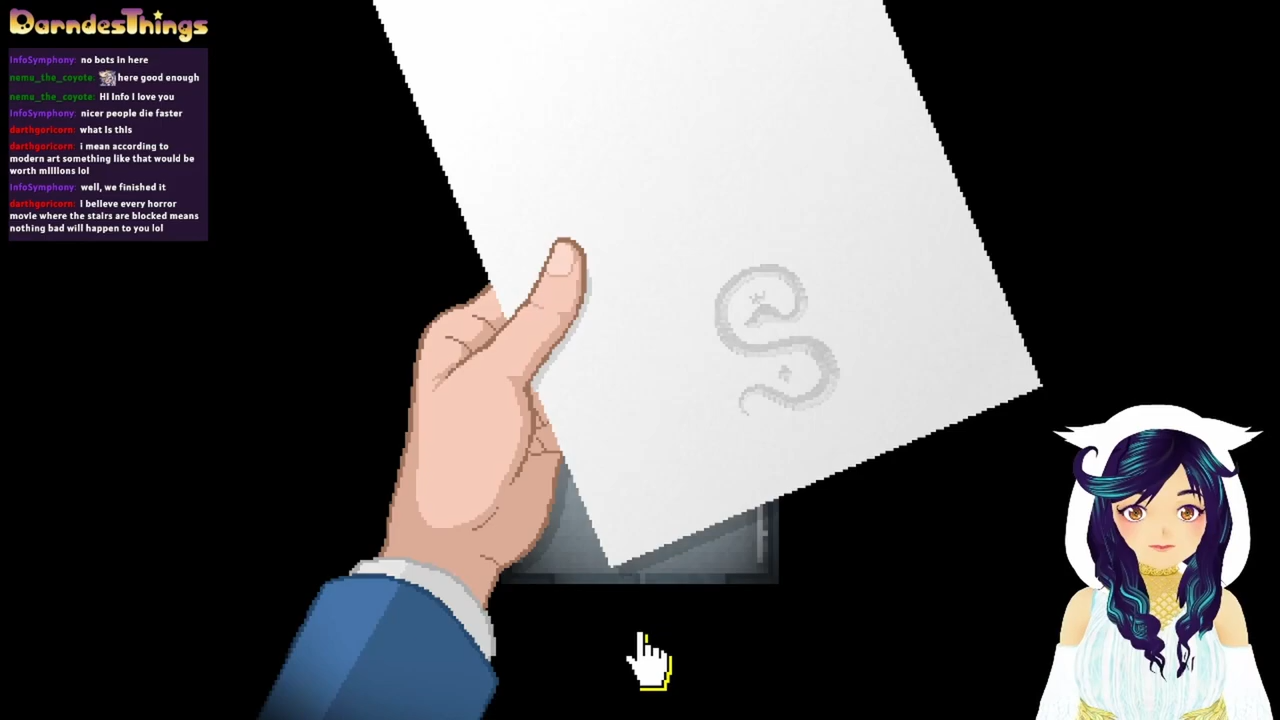 DarndesThings
InfoSymphony: no bots in here
nemu_the_coyote: here good enough
nemu_the_coyote: HI Info I love you
InfoSymphony: nicer people die faster
darthgoricorn: what is this
darthgoricorn: i mean according to
modern art something like that would be
worth millions lol
InfoSymphony: well, we finished it
darthgoricorn: I believe every horror
movie where the stairs are blocked means
nothing bad will happen to you lol